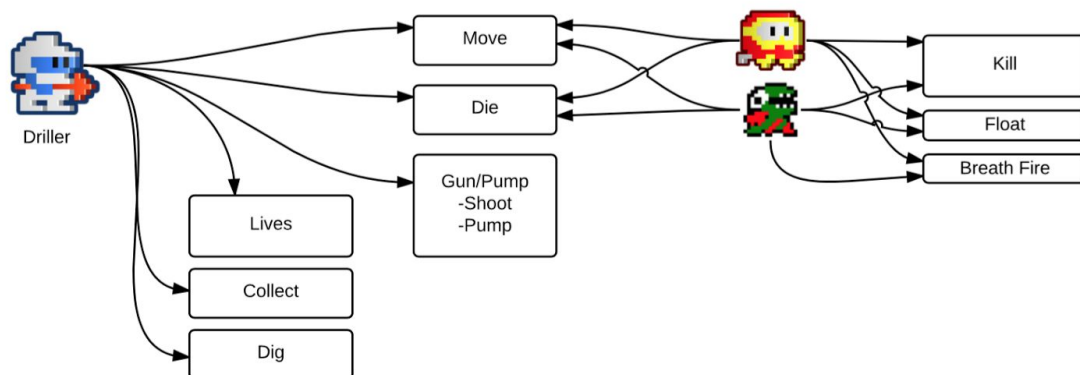 Driller
Move
Die
Gun/Pump
-Shoot
-Pump
Lives
Collect
Dig
Kill
Float
Breath Fire